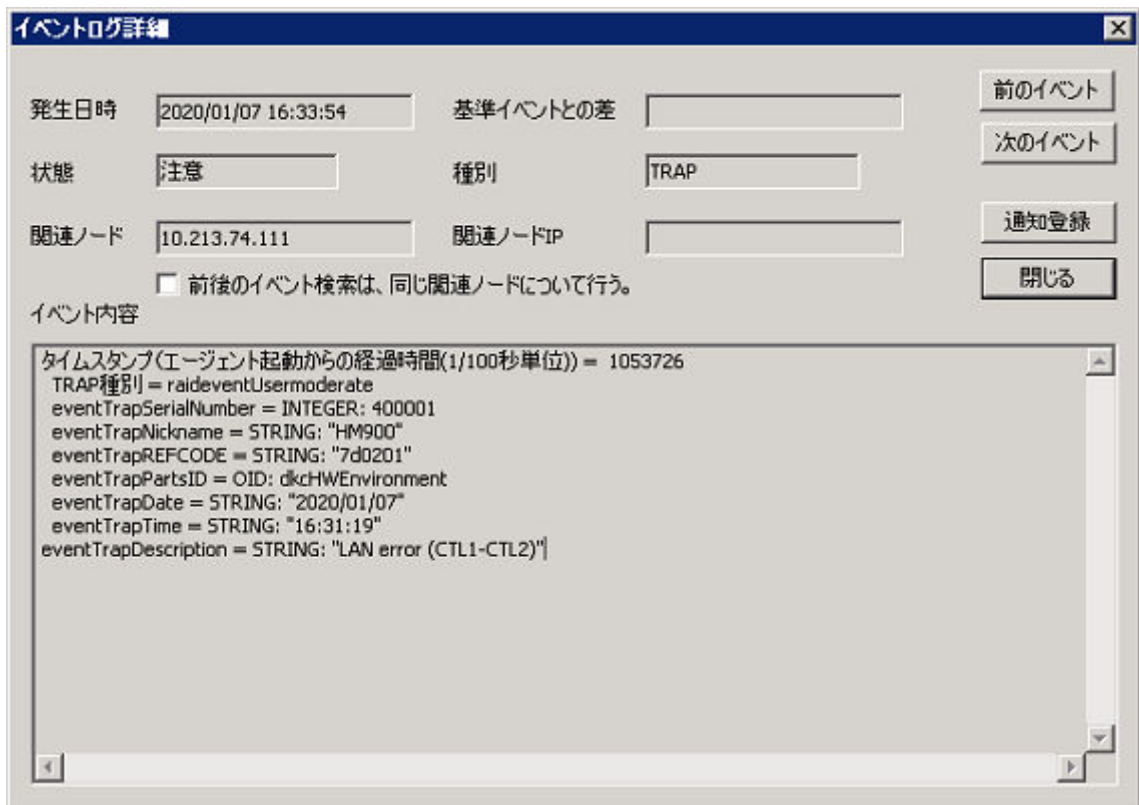 イベントログ詳細
発生日時 2020/01/07 16:33:54 基準イベントとの差 前のイベント
次のイベント
状態 注意 種別 TRAP
関連ノード 10.213.74.111 関連ノードIP 通知登録
前後のイベント検索は、同じ関連ノードについて行う。 閉じる
イベント内容
タイムスタンプ(エージェント起動からの経過時間(1/100秒単位)) = 1053726
TRAP種別 = raideventUsermoderate
eventTrapSerialNumber = INTEGER: 400001
eventTrapNickname = STRING: "HM900"
eventTrapREFCODE = STRING: "7d0201"
eventTrapPartsID = OID: dkcHWEnvironment
eventTrapDate = STRING: "2020/01/07"
eventTrapTime = STRING: "16:31:19"
eventTrapDescription = STRING: "LAN error (CTL1-CTL2)"